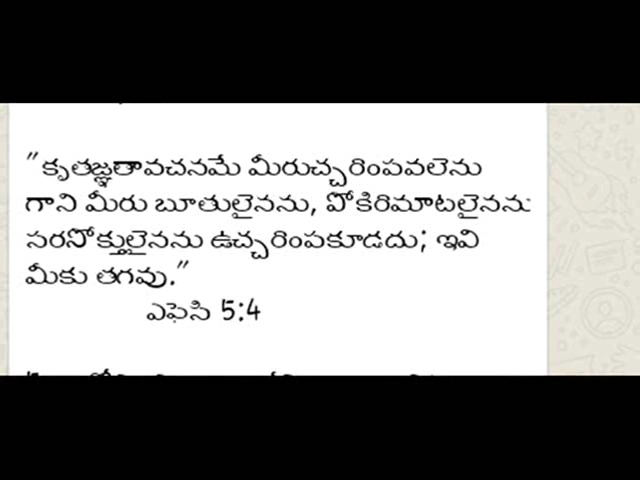 "కృతజ్ఞతావచనమే మీరుచ్చరింపవలెను
గాని మీరు బూతులైనను, పోకిరిమాటలైనను
సరసోక్తులైనను ఉచ్చరింపకూడదు; ఇవి
మీకు తగవు."
ఎఫెసి 5:4